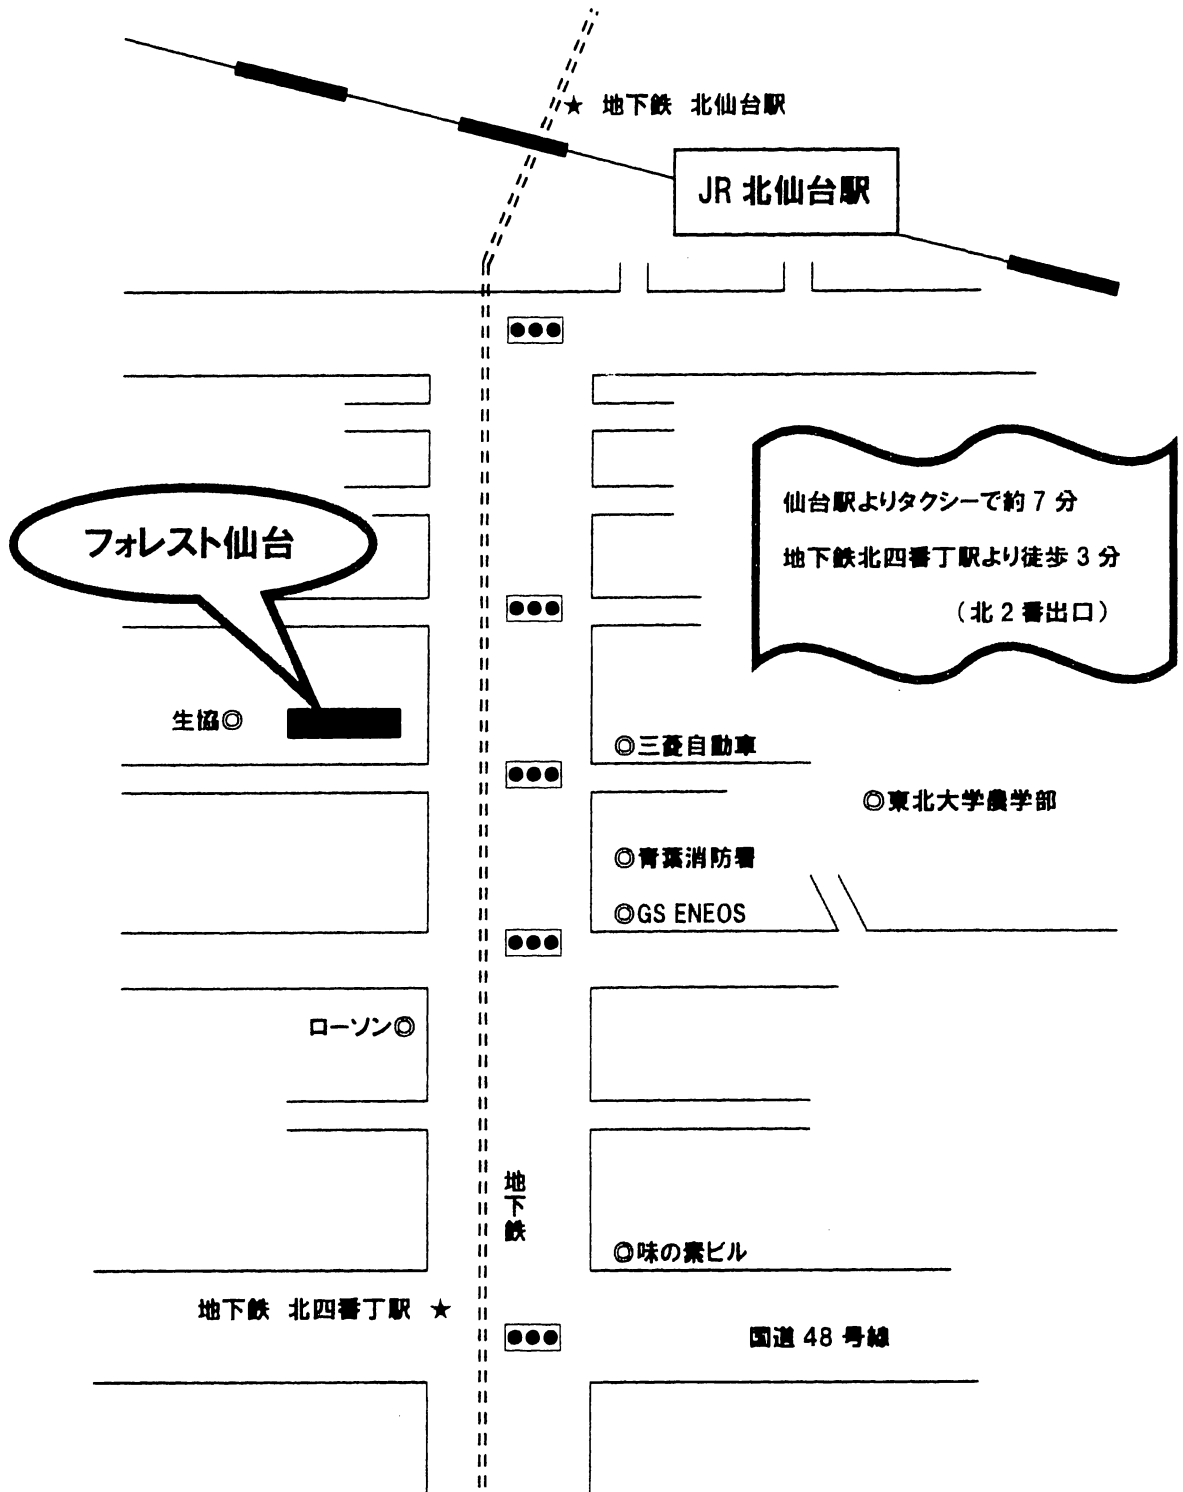 ★ 地下鉄 北仙台駅
JR 北仙台駅
仙台駅よりタクシーで約 7 分
地下鉄北四番丁駅より徒歩 3 分
(北 2 番出口)
フォレスト仙台
生協◎
◎三菱自動車
◎東北大学農学部
◎青葉消防署
◎GS ENEOS
ローソン◎
地下鉄
◎味の素ビル
地下鉄 北四番丁駅 ★
国道 48 号線